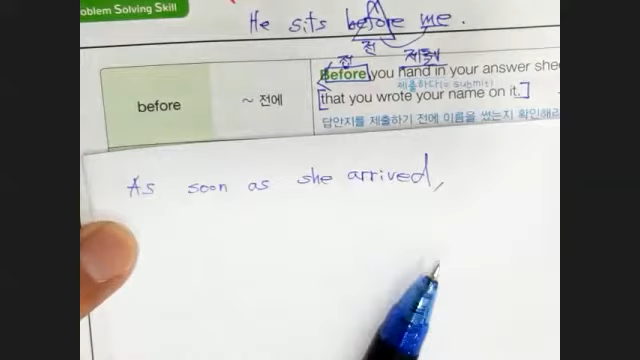 oblem Solving Skill
He sits before me.
전
전 제출
before
~ 전에
Before you hand in your answer shee
제출하다(= submit)
that you wrote your name on it.
답안지를 제출하기 전에 이름을 썼는지 확인해라
As soon as she arrived,